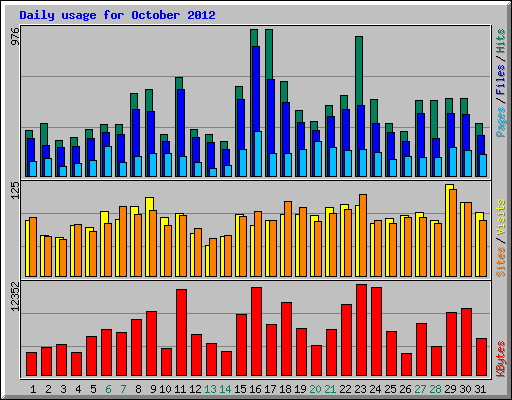 Daily usage for October 2012
976
Pages / Files / Hits
125
Sites / Visits
12352
KBytes
1 2 3 4 5 6 7 8 9 10 11 12 13 14 15 16 17 18 19 20 21 22 23 24 25 26 27 28 29 30 31